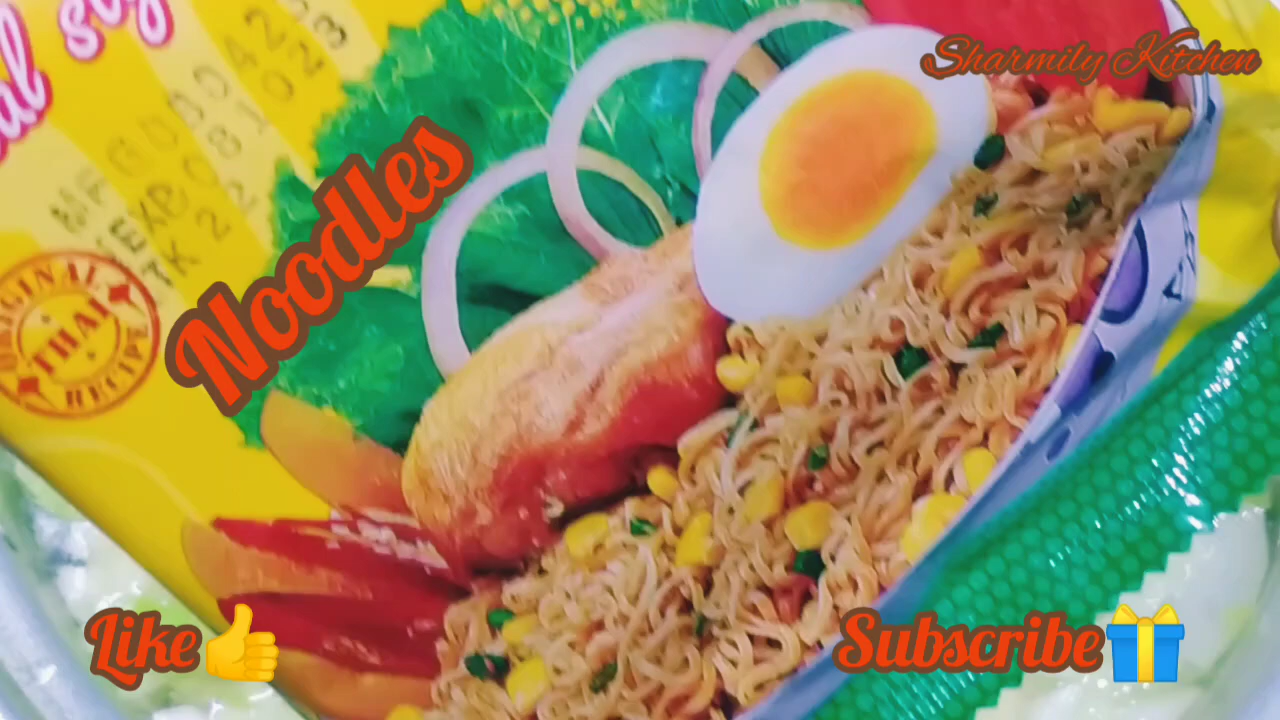 Sharmily Kitchen
Noodles
ORIGINAL
THAI
RECIPE
Like👍
Subscribe🎁